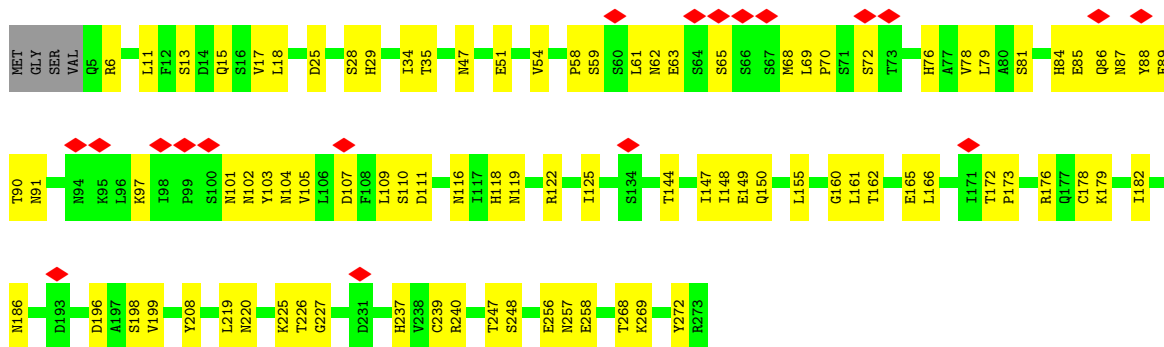 MET GLY SER VAL Q5 R6 L11 F12 S13 D14 Q15 S16 V17 L18 D25 S28 H29 I34 T35 N47 E51 V54 P58 S59 S60 L61 N62 E63 S64 S65 S66 S67 M68 L69 P70 S71 S72 T73 H76 A77 V78 L79 A80 S81 H84 E85 Q86 N87 Y88
T90 N91 N94 K95 L96 K97 I98 P99 S100 N101 N102 Y103 N104 V105 L106 D107 F108 L109 S110 D111 N116 I117 H118 N119 R122 I125 S134 T144 I147 I148 E149 Q150 L155 G160 L161 T162 E165 L166 I171 T172 P173 R176 Q177 C178 K179 I182
N186 D193 D196 A197 S198 V199 Y208 L219 N220 K225 T226 G227 D231 H237 V238 C239 R240 T247 S248 E256 N257 E258 T268 K269 Y272 R273